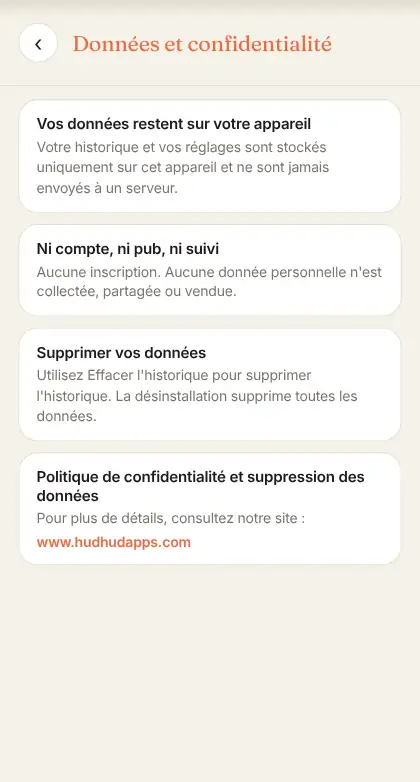 Données et confidentialité
Vos données restent sur votre appareil
Votre historique et vos réglages sont stockés
uniquement sur cet appareil et ne sont jamais
envoyés à un serveur.
Ni compte, ni pub, ni suivi
Aucune inscription. Aucune donnée personnelle n'est
collectée, partagée ou vendue.
Supprimer vos données
Utilisez Effacer l'historique pour supprimer
l'historique. La désinstallation supprime toutes les
données.
Politique de confidentialité et suppression des
données
Pour plus de détails, consultez notre site :
www.hudhudapps.com